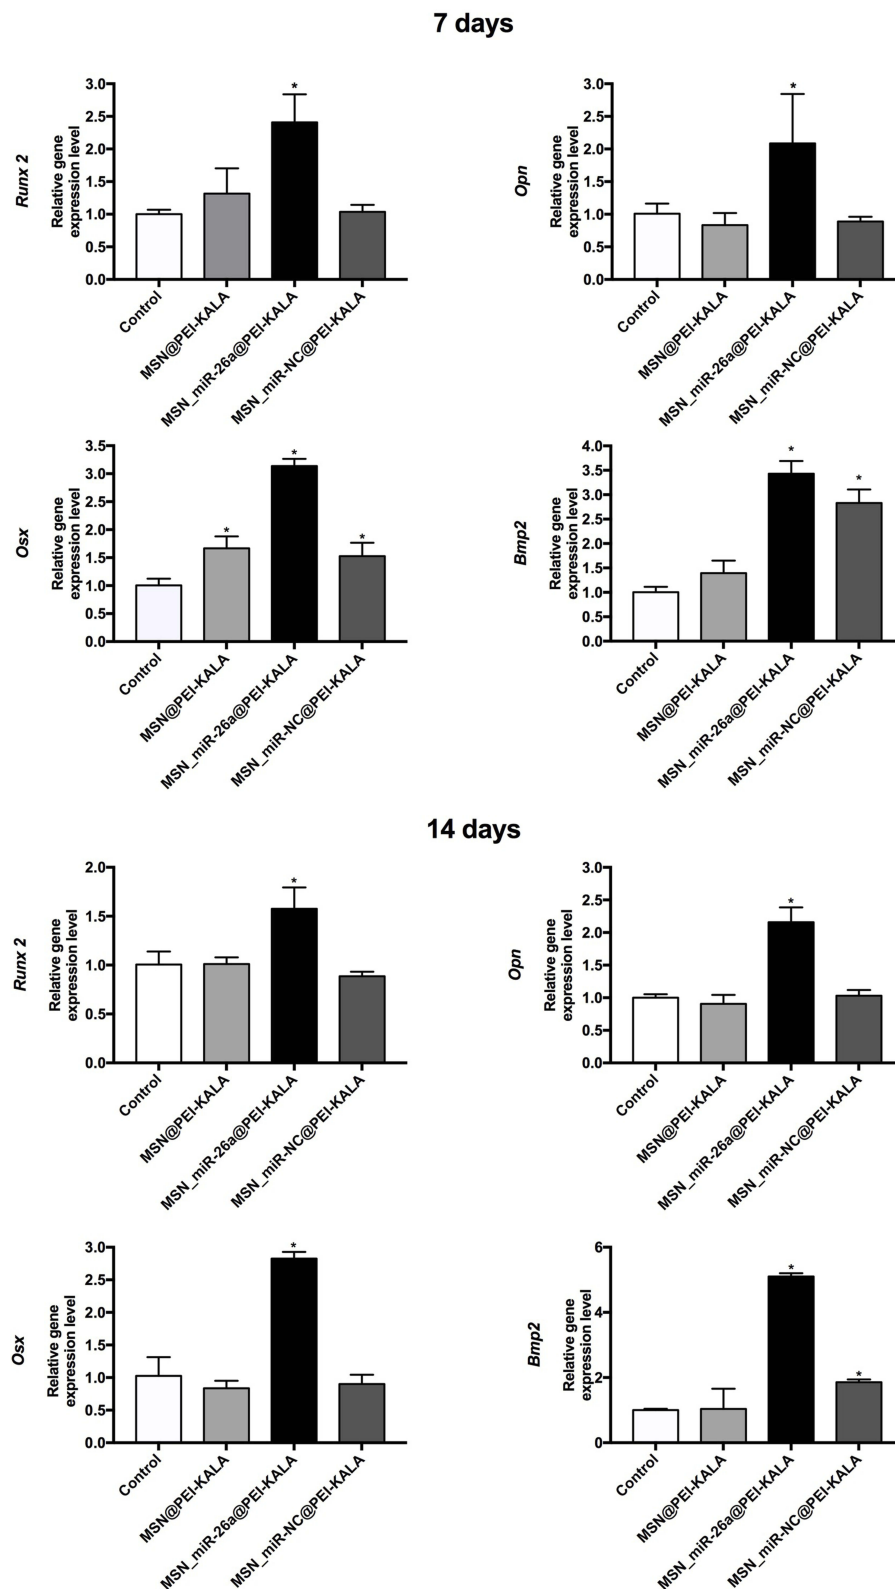 7 days
Runx 2
Relative gene
expression level
3.0
2.5
2.0
1.5
1.0
0.5
0.0
*
Control
MSN@PEI-KALA
MSN_miR-26a@PEI-KALA
MSN_miR-NC@PEI-KALA
Opn
Relative gene
expression level
3.0
2.5
2.0
1.5
1.0
0.5
0.0
*
Control
MSN@PEI-KALA
MSN_miR-26a@PEI-KALA
MSN_miR-NC@PEI-KALA
Osx
Relative gene
expression level
3.5
3.0
2.5
2.0
1.5
1.0
0.5
0.0
*
*
*
Control
MSN@PEI-KALA
MSN_miR-26a@PEI-KALA
MSN_miR-NC@PEI-KALA
Bmp2
Relative gene
expression level
4.0
3.5
3.0
2.5
2.0
1.5
1.0
0.5
0.0
*
*
Control
MSN@PEI-KALA
MSN_miR-26a@PEI-KALA
MSN_miR-NC@PEI-KALA
14 days
Runx 2
Relative gene
expression level
2.0
1.5
1.0
0.5
0.0
*
Control
MSN@PEI-KALA
MSN_miR-26a@PEI-KALA
MSN_miR-NC@PEI-KALA
Opn
Relative gene
expression level
3.0
2.5
2.0
1.5
1.0
0.5
0.0
*
Control
MSN@PEI-KALA
MSN_miR-26a@PEI-KALA
MSN_miR-NC@PEI-KALA
Osx
Relative gene
expression level
3.0
2.5
2.0
1.5
1.0
0.5
0.0
*
Control
MSN@PEI-KALA
MSN_miR-26a@PEI-KALA
MSN_miR-NC@PEI-KALA
Bmp2
Relative gene
expression level
6
4
2
0
*
*
Control
MSN@PEI-KALA
MSN_miR-26a@PEI-KALA
MSN_miR-NC@PEI-KALA